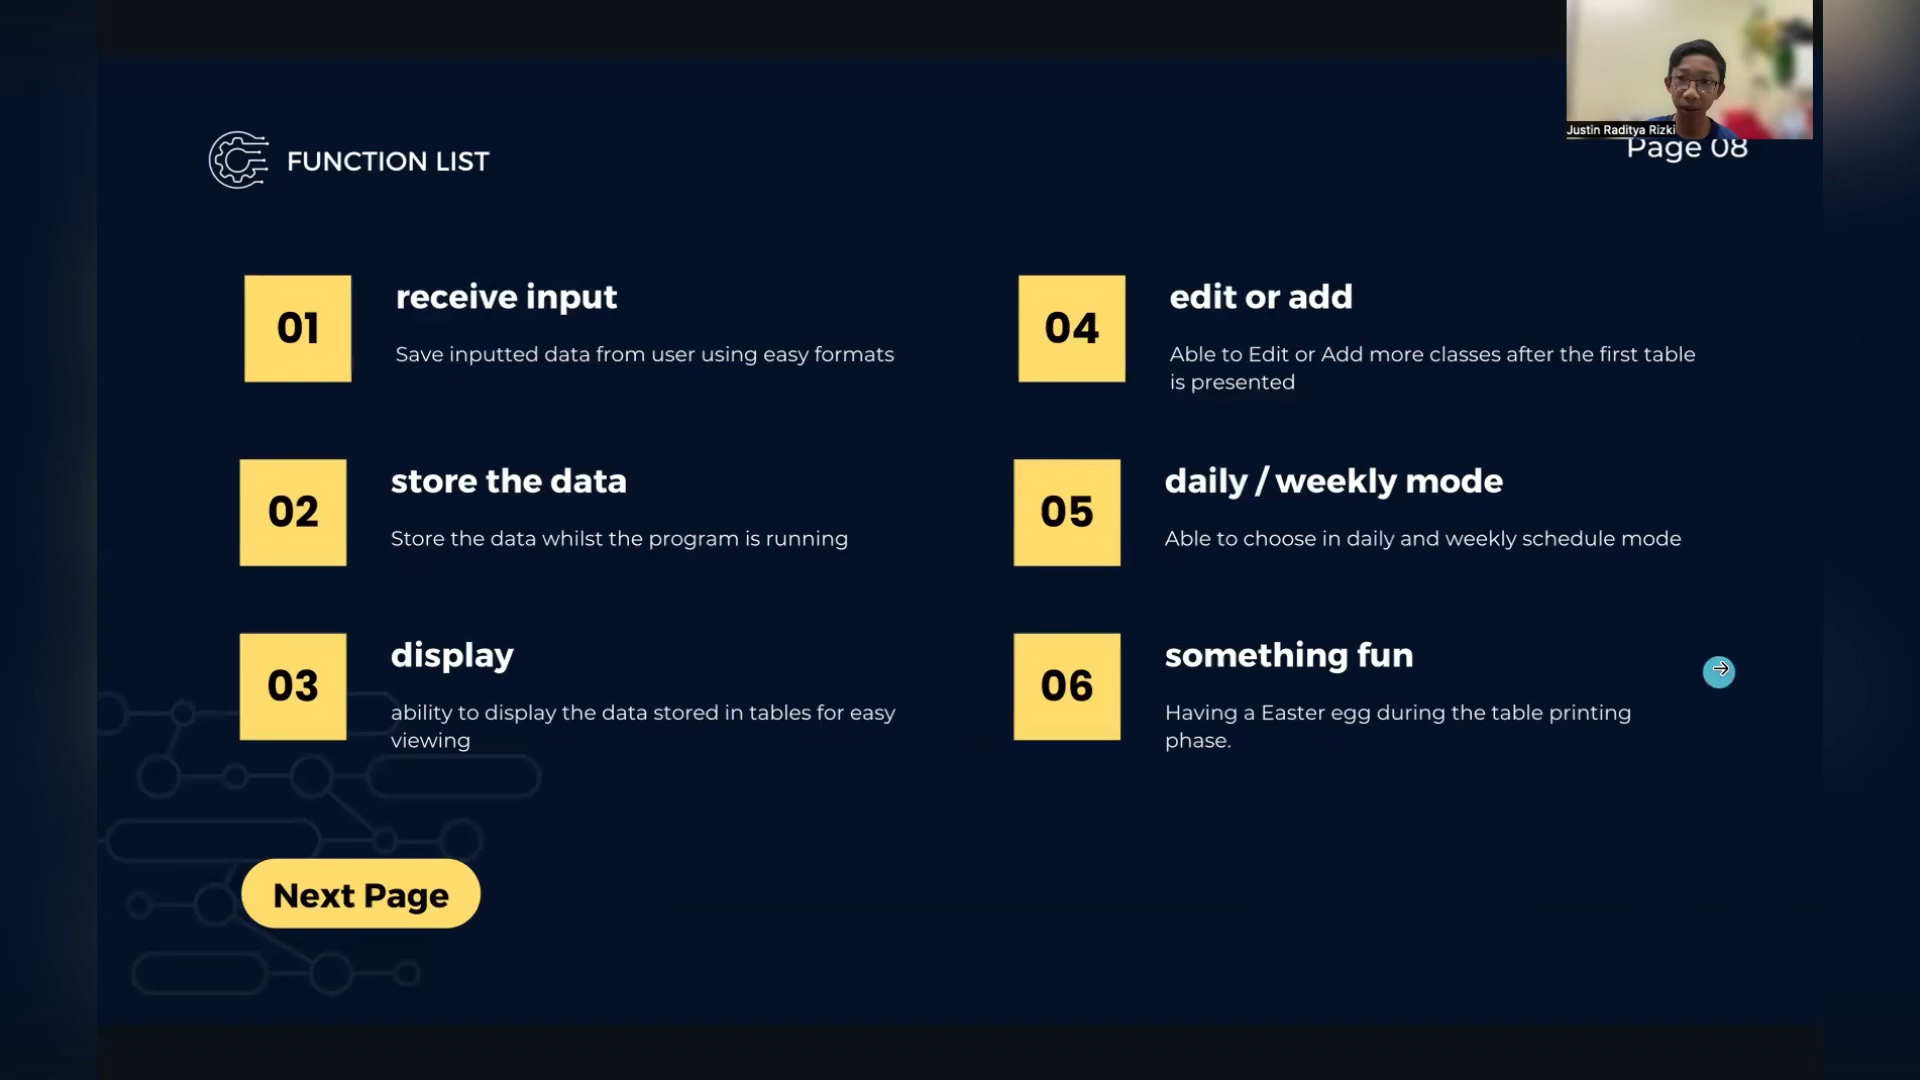 Justin Raditya Rizki
FUNCTION LIST
Page 08
01
receive input
Save inputted data from user using easy formats
02
store the data
Store the data whilst the program is running
03
display
ability to display the data stored in tables for easy
viewing
04
edit or add
Able to Edit or Add more classes after the first table
is presented
05
daily / weekly mode
Able to choose in daily and weekly schedule mode
06
something fun
Having a Easter egg during the table printing
phase.
Next Page